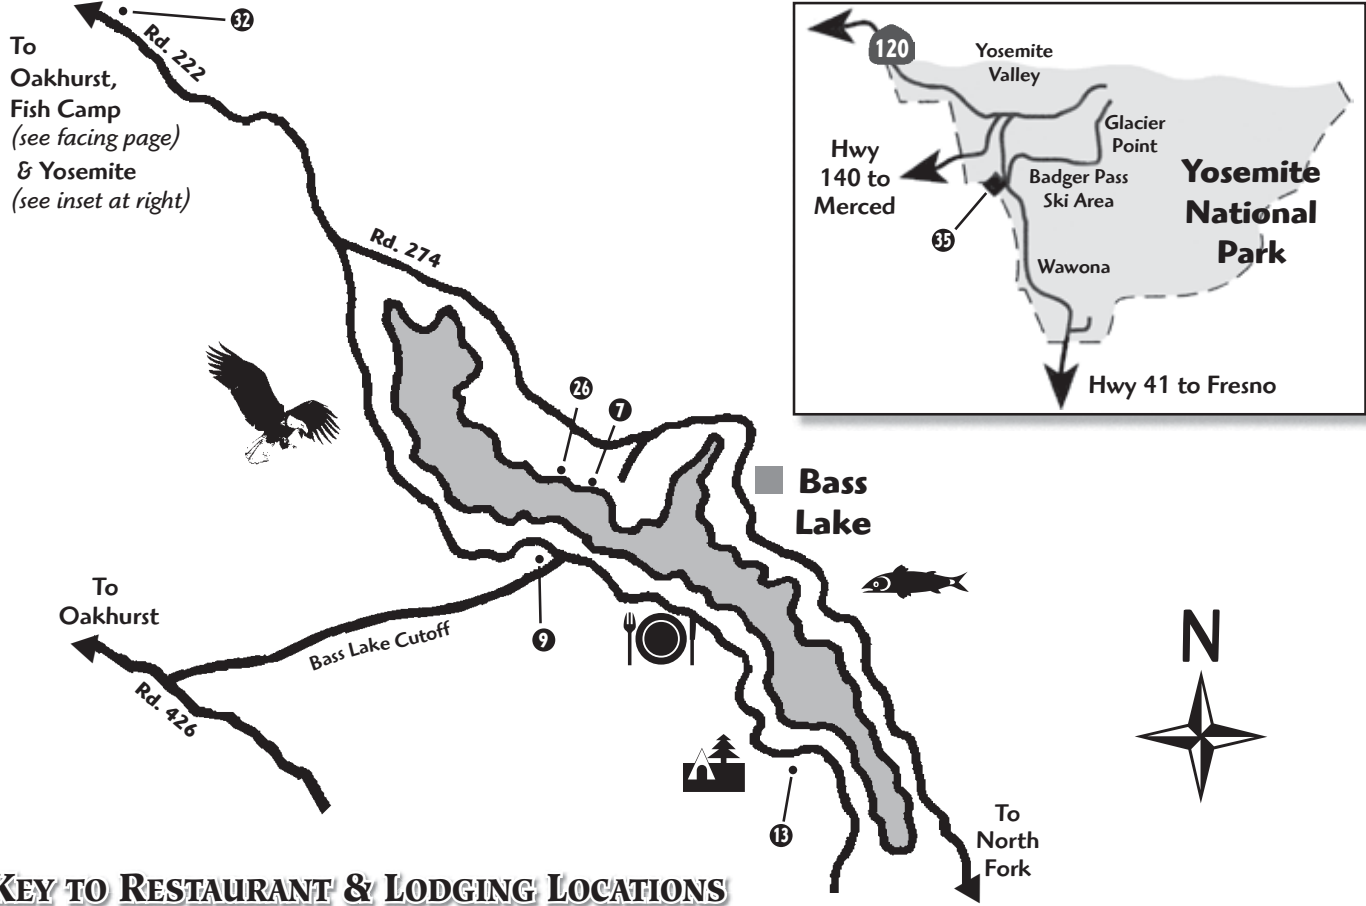 32
Rd. 222
To
Oakhurst,
Fish Camp
(see facing page)
& Yosemite
(see inset at right)
Rd. 274
26
7
Bass
Lake
To
Oakhurst
Bass Lake Cutoff
Rd. 426
9
13
To
North
Fork
N
120
Yosemite
Valley
Glacier
Point
Hwy
140 to
Merced
Badger Pass
Ski Area
35
Yosemite
National
Park
Wawona
Hwy 41 to Fresno
KEY TO RESTAURANT & LODGING LOCATIONS